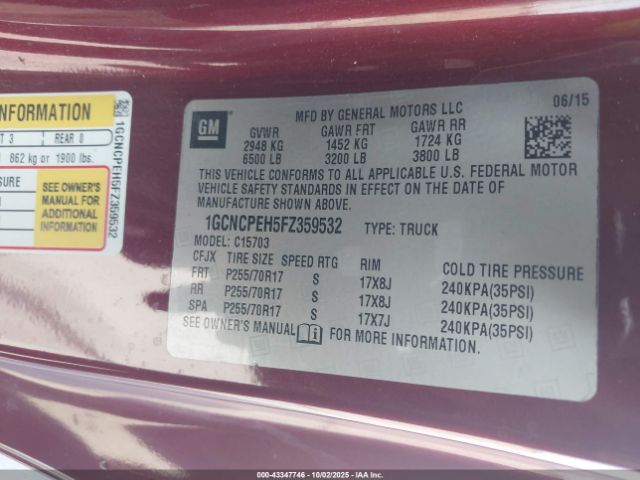 INFORMATION
T 3 REAR 0
862 kg or 1900 lbs.
SURE
SEE OWNER'S
MANUAL FOR
ADDITIONAL
INFORMATION
1GCNCPEH5FZ359532
GM
MFD BY GENERAL MOTORS LLC
06/15
GVWR GAWR FRT GAWR RR
2948 KG 1452 KG 1724 KG
6500 LB 3200 LB 3800 LB
THIS VEHICLE CONFORMS TO ALL APPLICABLE U.S. FEDERAL MOTOR
VEHICLE SAFETY STANDARDS IN EFFECT ON THE DATE OF
MANUFACTURE SHOWN ABOVE.
1GCNCPEH5FZ359532 TYPE: TRUCK
MODEL: C15703
CFJX TIRE SIZE SPEED RTG RIM COLD TIRE PRESSURE
FRT P255/70R17 S 17X8J 240KPA(35PSI)
RR P255/70R17 S 17X8J 240KPA(35PSI)
SPA P255/70R17 S 17X7J 240KPA(35PSI)
SEE OWNER'S MANUAL FOR MORE INFORMATION.
00-43347746 - 10/02/2025 - IAAI.COM